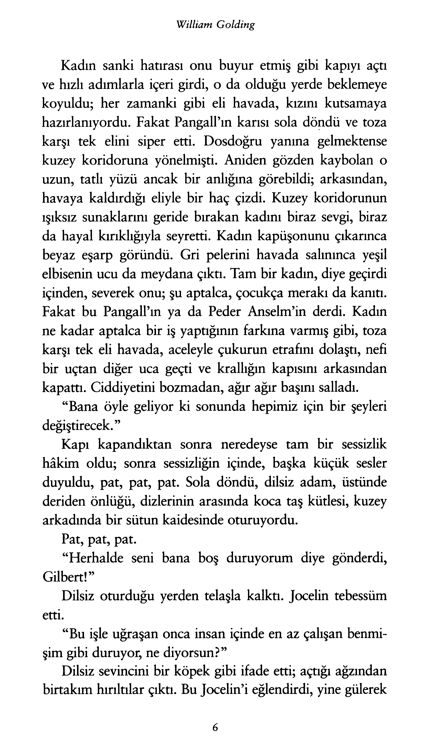 William Golding
Kadın sanki hatırası onu buyur etmiş gibi kapıyı açtı
ve hızlı adımlarla içeri girdi, o da olduğu yerde beklemeye
koyuldu; her zamanki gibi eli havada, kızını kutsamaya
hazırlanıyordu. Fakat Pangall’ın karısı sola döndü ve toza
karşı tek elini siper etti. Dosdoğru yanına gelmektense
kuzey koridoruna yönelmişti. Aniden gözden kaybolan o
uzun, tatlı yüzü ancak bir anlığına görebildi; arkasından,
havaya kaldırdığı eliyle bir haç çizdi. Kuzey koridorunun
ışıksız sunaklarını geride bırakan kadını biraz sevgi, biraz
da hayal kırıklığıyla seyretti. Kadın kapüşonunu çıkarınca
beyaz eşarp göründü. Gri pelerini havada salınınca yeşil
elbisenin ucu da meydana çıktı. Tam bir kadın, diye geçirdi
içinden, severek onu; şu aptalca, çocukça merakı da kanıtı.
Fakat bu Pangall’ın ya da Peder Anselm’in derdi. Kadın
ne kadar aptalca bir iş yaptığının farkına varmış gibi, toza
karşı tek eli havada, aceleyle çukurun etrafını dolaştı, nefi
bir uçtan diğer uca geçti ve krallığın kapısını arkasından
kapattı. Ciddiyetini bozmadan, ağır ağır başını salladı.
“Bana öyle geliyor ki sonunda hepimiz için bir şeyleri
değiştirecek.”
Kapı kapandıktan sonra neredeyse tam bir sessizlik
hâkim oldu; sonra sessizliğin içinde, başka küçük sesler
duyuldu, pat, pat, pat. Sola döndü, dilsiz adam, üstünde
deriden önlüğü, dizlerinin arasında koca taş kütlesi, kuzey
arkadında bir sütun kaidesinde oturuyordu.
Pat, pat, pat.
“Herhalde seni bana boş duruyorum diye gönderdi,
Gilbert!”
Dilsiz oturduğu yerden telaşla kalktı. Jocelin tebessüm
etti.
“Bu işle uğraşan onca insan içinde en az çalışan benmi-
şim gibi duruyor, ne diyorsun?”
Dilsiz sevincini bir köpek gibi ifade etti; açtığı ağzından
birtakım hırıltılar çıktı. Bu Jocelin’i eğlendirdi, yine gülerek
6